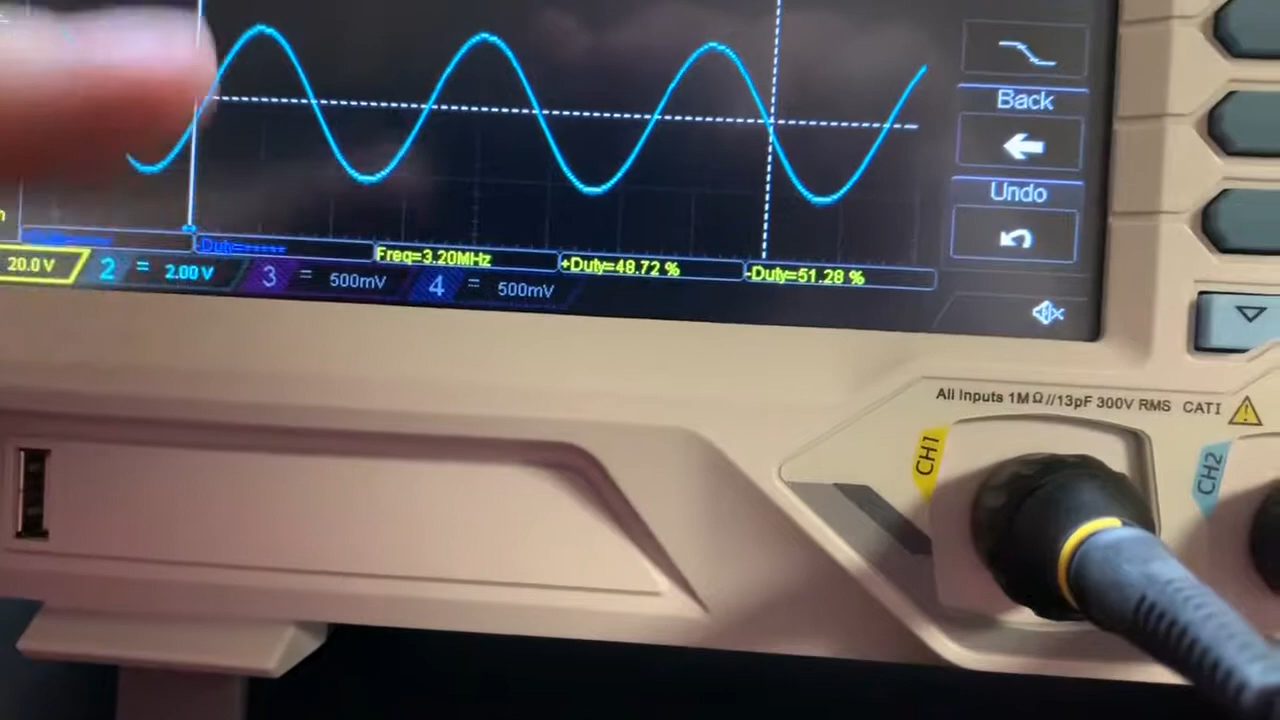 Back
Undo
Duty=
Freq=3.20MHz
+Duty=48.72 %
-Duty=51.28 %
20.0 V
2 = 2.00 V
3 = 500mV
4 = 500mV
All Inputs 1MΩ//13pF 300V RMS CATI
CH1
CH2